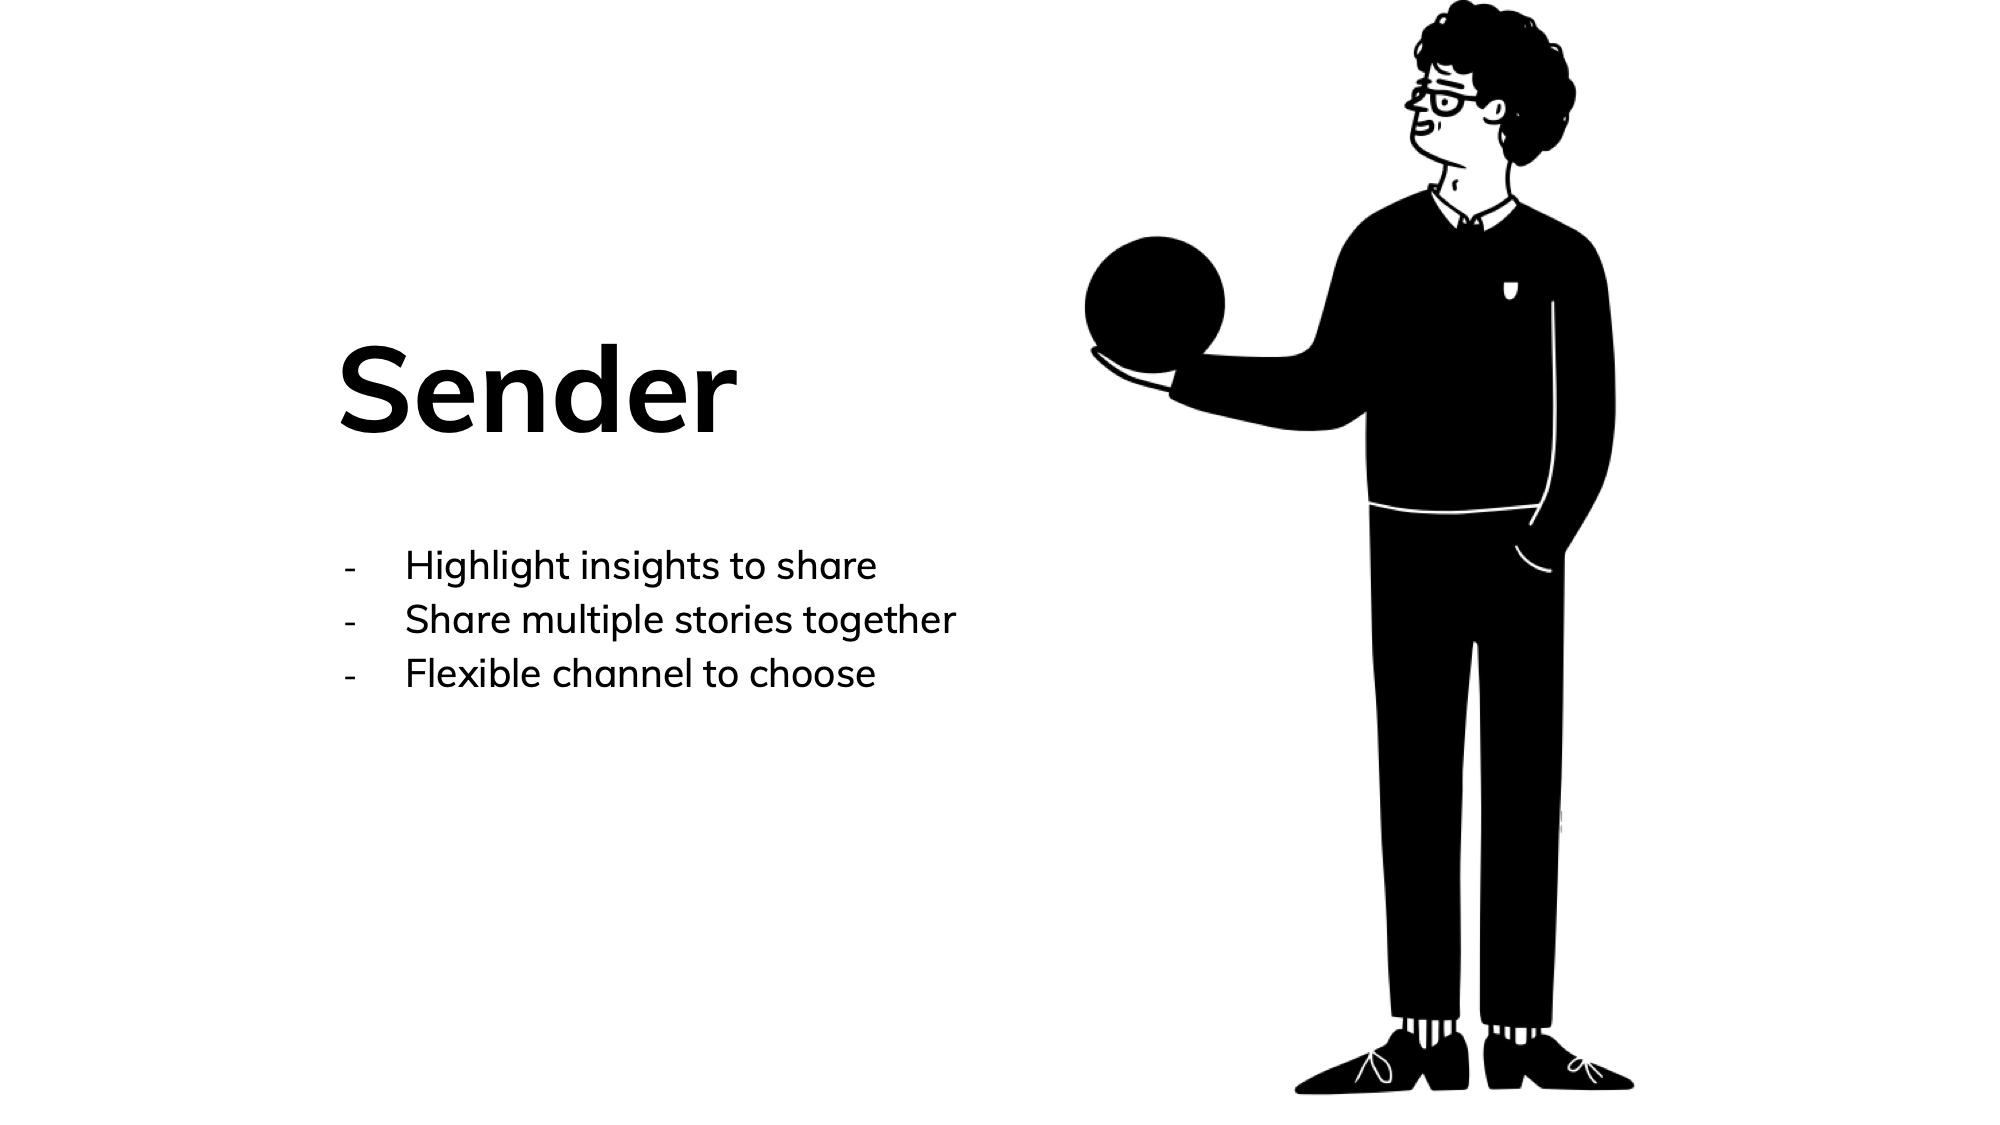 Sender
- Highlight insights to share
- Share multiple stories together
- Flexible channel to choose